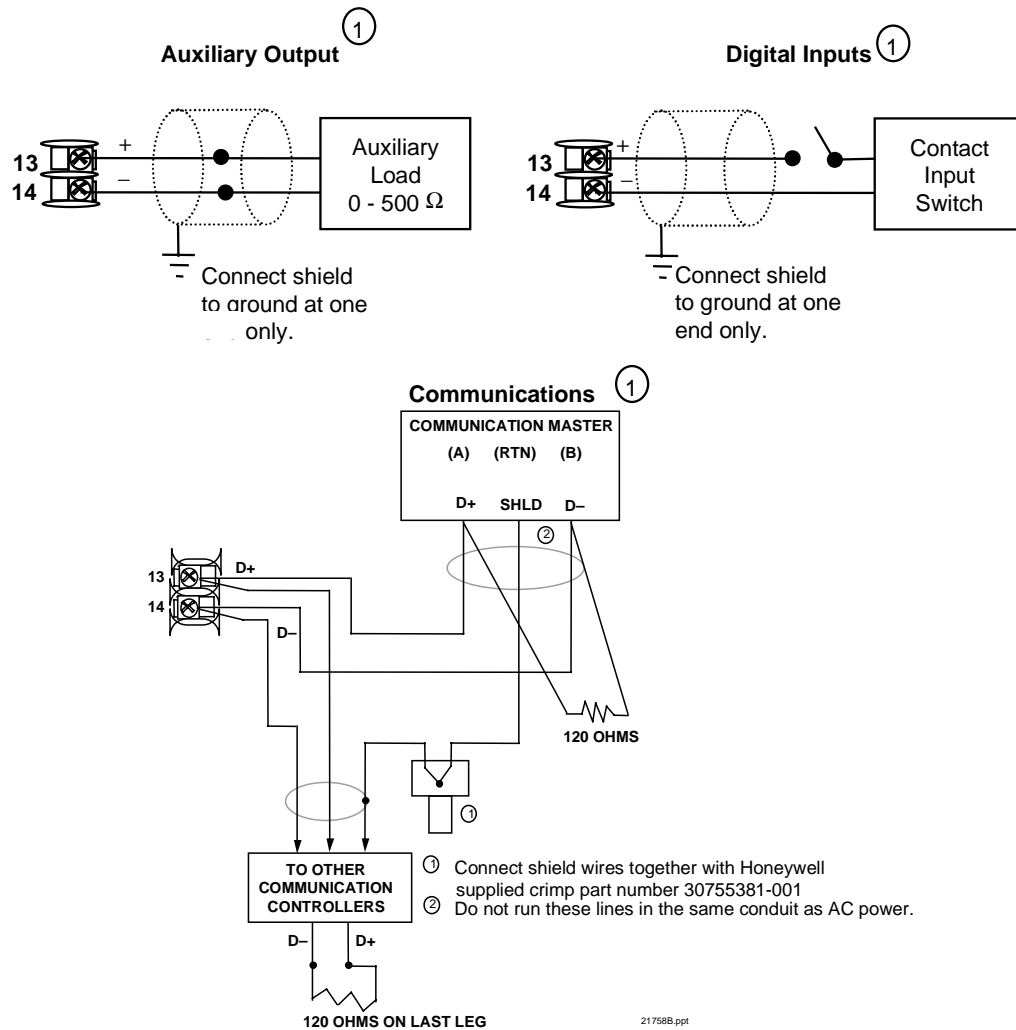 Auxiliary Output 1
13
14
+
−
Auxiliary
Load
0 - 500 Ω
Connect shield
to ground at one
only.
Digital Inputs 1
13
14
+
−
Contact
Input
Switch
Connect shield
to ground at one
end only.
Communications 1
COMMUNICATION MASTER
(A) (RTN) (B)
D+ SHLD D−
2
13
14
D+
D−
120 OHMS
1
TO OTHER
COMMUNICATION
CONTROLLERS
D− D+
120 OHMS ON LAST LEG
1 Connect shield wires together with Honeywell
supplied crimp part number 30755381-001
2 Do not run these lines in the same conduit as AC power.
21758B.ppt